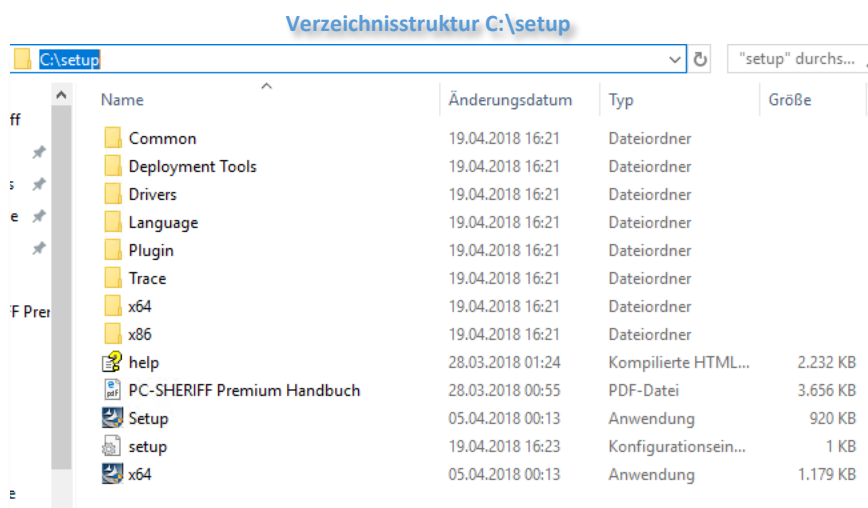 Verzeichnisstruktur C:\setup
C:\setup "setup" durchs...
Name Änderungsdatum Typ Größe
ff
Common 19.04.2018 16:21 Dateiordner
Deployment Tools 19.04.2018 16:21 Dateiordner
s Drivers 19.04.2018 16:21 Dateiordner
e Language 19.04.2018 16:21 Dateiordner
Plugin 19.04.2018 16:21 Dateiordner
Trace 19.04.2018 16:21 Dateiordner
x64 19.04.2018 16:21 Dateiordner
FF Prer
x86 19.04.2018 16:21 Dateiordner
help 28.03.2018 01:24 Kompilierte HTML... 2.232 KB
PC-SHERIFF Premium Handbuch 28.03.2018 00:55 PDF-Datei 3.656 KB
Setup 05.04.2018 00:13 Anwendung 920 KB
setup 19.04.2018 16:23 Konfigurationsein... 1 KB
x64 05.04.2018 00:13 Anwendung 1.179 KB
e